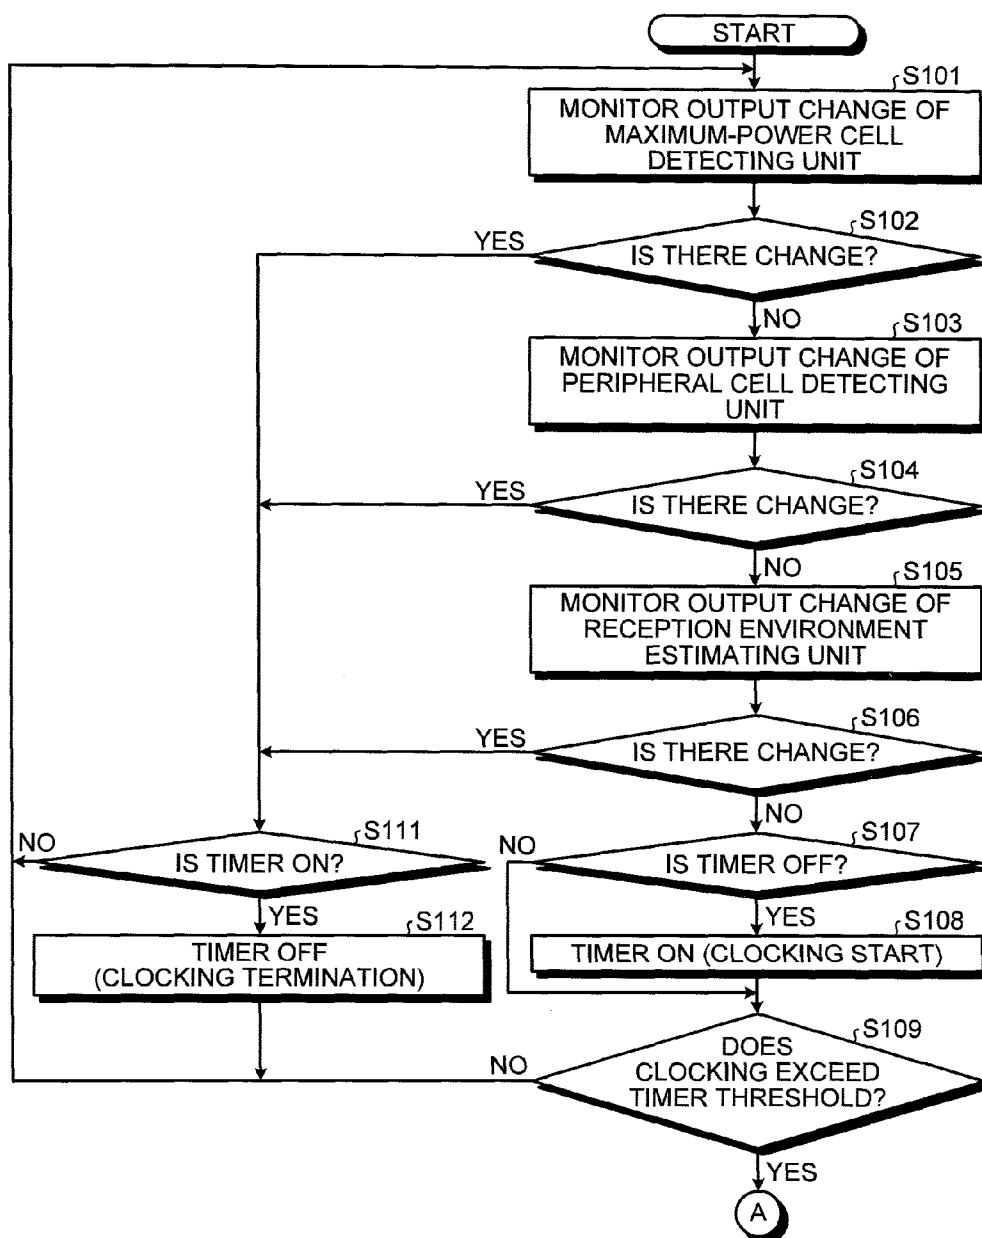 START
S101
MONITOR OUTPUT CHANGE OF
MAXIMUM-POWER CELL
DETECTING UNIT
S102
YES
IS THERE CHANGE?
NO
S103
MONITOR OUTPUT CHANGE OF
PERIPHERAL CELL DETECTING
UNIT
S104
YES
IS THERE CHANGE?
NO
S105
MONITOR OUTPUT CHANGE OF
RECEPTION ENVIRONMENT
ESTIMATING UNIT
S106
YES
IS THERE CHANGE?
NO
S111
NO
IS TIMER ON?
YES
S112
TIMER OFF
(CLOCKING TERMINATION)
S107
NO
IS TIMER OFF?
YES
S108
TIMER ON (CLOCKING START)
S109
NO
DOES
CLOCKING EXCEED
TIMER THRESHOLD?
YES
A